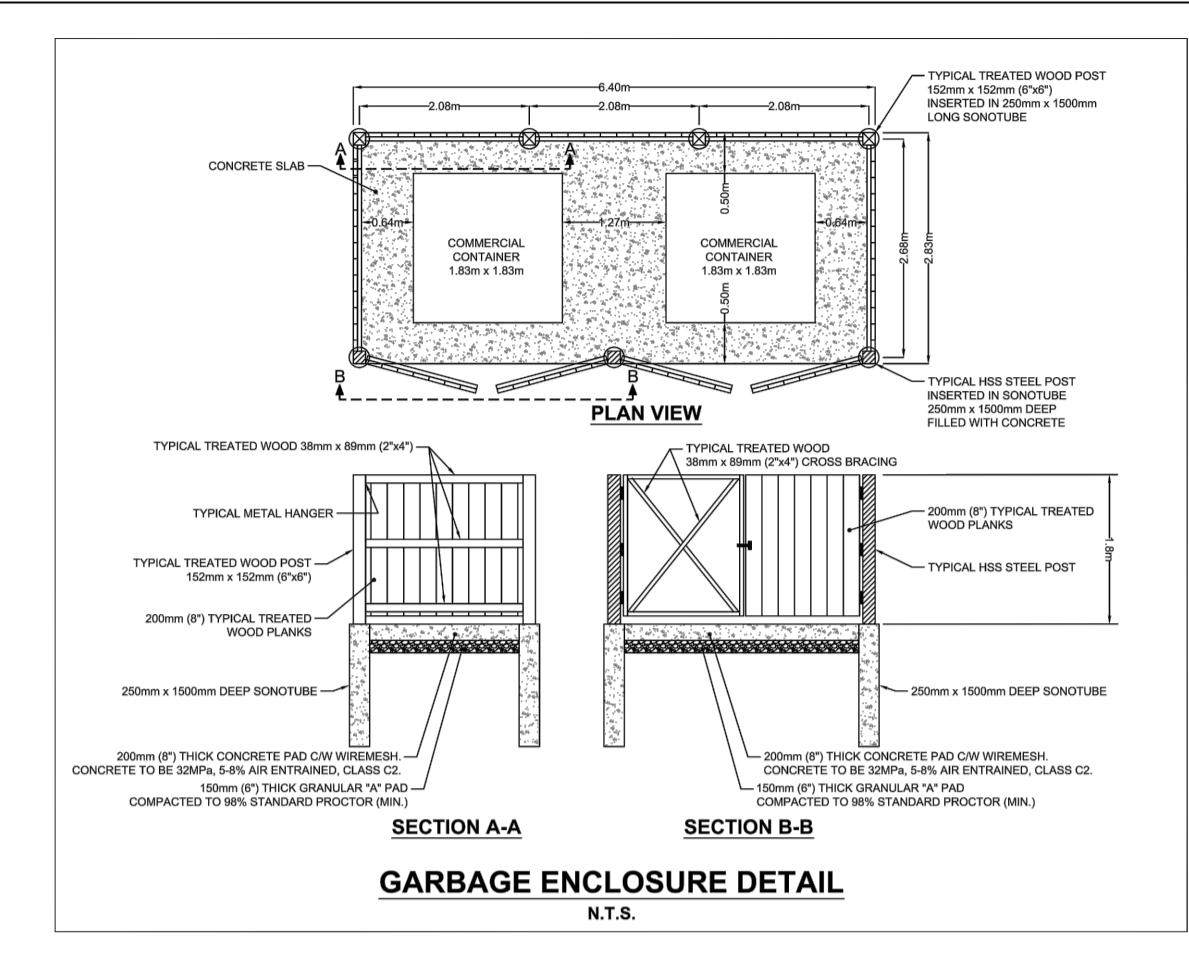 6.40m
2.08m
2.08m
2.08m
TYPICAL TREATED WOOD POST
152mm x 152mm (6"x6")
INSERTED IN 250mm x 1500mm
LONG SONOTUBE
A
A
CONCRETE SLAB
0.50m
0.64m
1.27m
0.64m
2.68m
2.83m
COMMERCIAL
CONTAINER
1.83m x 1.83m
COMMERCIAL
CONTAINER
1.83m x 1.83m
0.50m
B
B
TYPICAL HSS STEEL POST
INSERTED IN SONOTUBE
250mm x 1500mm DEEP
FILLED WITH CONCRETE
PLAN VIEW
TYPICAL TREATED WOOD 38mm x 89mm (2"x4")
TYPICAL METAL HANGER
TYPICAL TREATED WOOD POST
152mm x 152mm (6"x6")
200mm (8") TYPICAL TREATED
WOOD PLANKS
250mm x 1500mm DEEP SONOTUBE
200mm (8") THICK CONCRETE PAD C/W WIREMESH.
CONCRETE TO BE 32MPa, 5-8% AIR ENTRAINED, CLASS C2.
150mm (6") THICK GRANULAR "A" PAD
COMPACTED TO 98% STANDARD PROCTOR (MIN.)
SECTION A-A
TYPICAL TREATED WOOD
38mm x 89mm (2"x4") CROSS BRACING
200mm (8") TYPICAL TREATED
WOOD PLANKS
1.8m
TYPICAL HSS STEEL POST
250mm x 1500mm DEEP SONOTUBE
200mm (8") THICK CONCRETE PAD C/W WIREMESH.
CONCRETE TO BE 32MPa, 5-8% AIR ENTRAINED, CLASS C2.
150mm (6") THICK GRANULAR "A" PAD
COMPACTED TO 98% STANDARD PROCTOR (MIN.)
SECTION B-B
GARBAGE ENCLOSURE DETAIL
N.T.S.